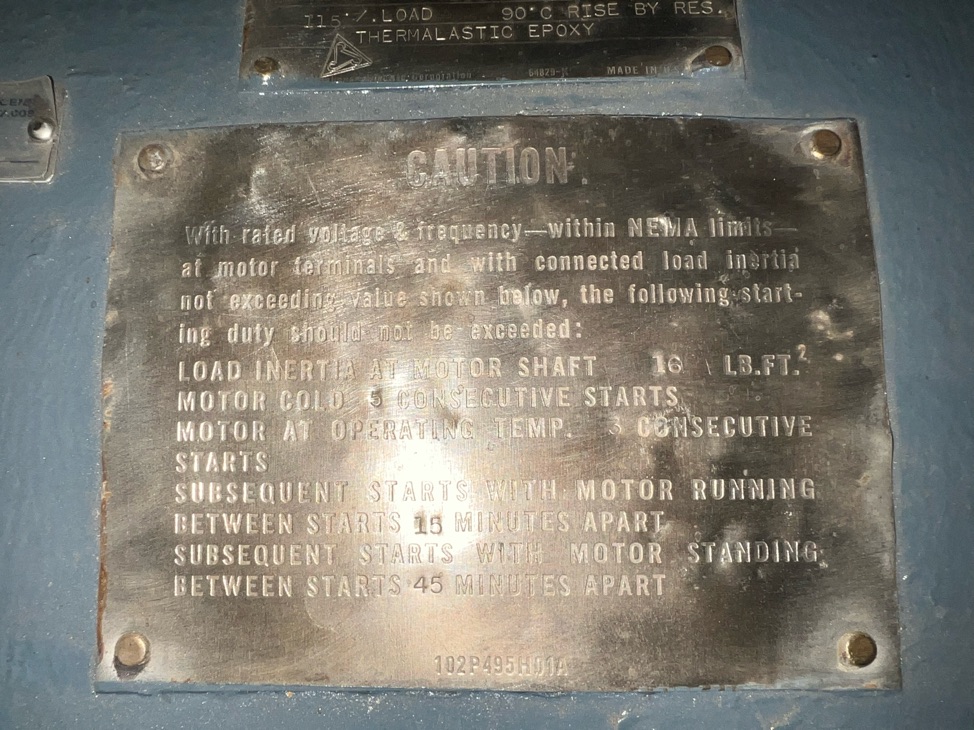 115°/.LOAD 90°C RISE BY RES.
THERMALASTIC EPOXY
Corporation MADE IN
CAUTION
With rated voltage & frequency—within NEMA limits—
at motor terminals and with connected load inertia
not exceeding value shown below, the following start-
ing duty should not be exceeded:
LOAD INERTIA AT MOTOR SHAFT 16 LB.FT.²
MOTOR COLD 5 CONSECUTIVE STARTS
MOTOR AT OPERATING TEMP. 3 CONSECUTIVE
STARTS
SUBSEQUENT STARTS WITH MOTOR RUNNING
BETWEEN STARTS 15 MINUTES APART
SUBSEQUENT STARTS WITH MOTOR STANDING
BETWEEN STARTS 45 MINUTES APART
102P495H01A